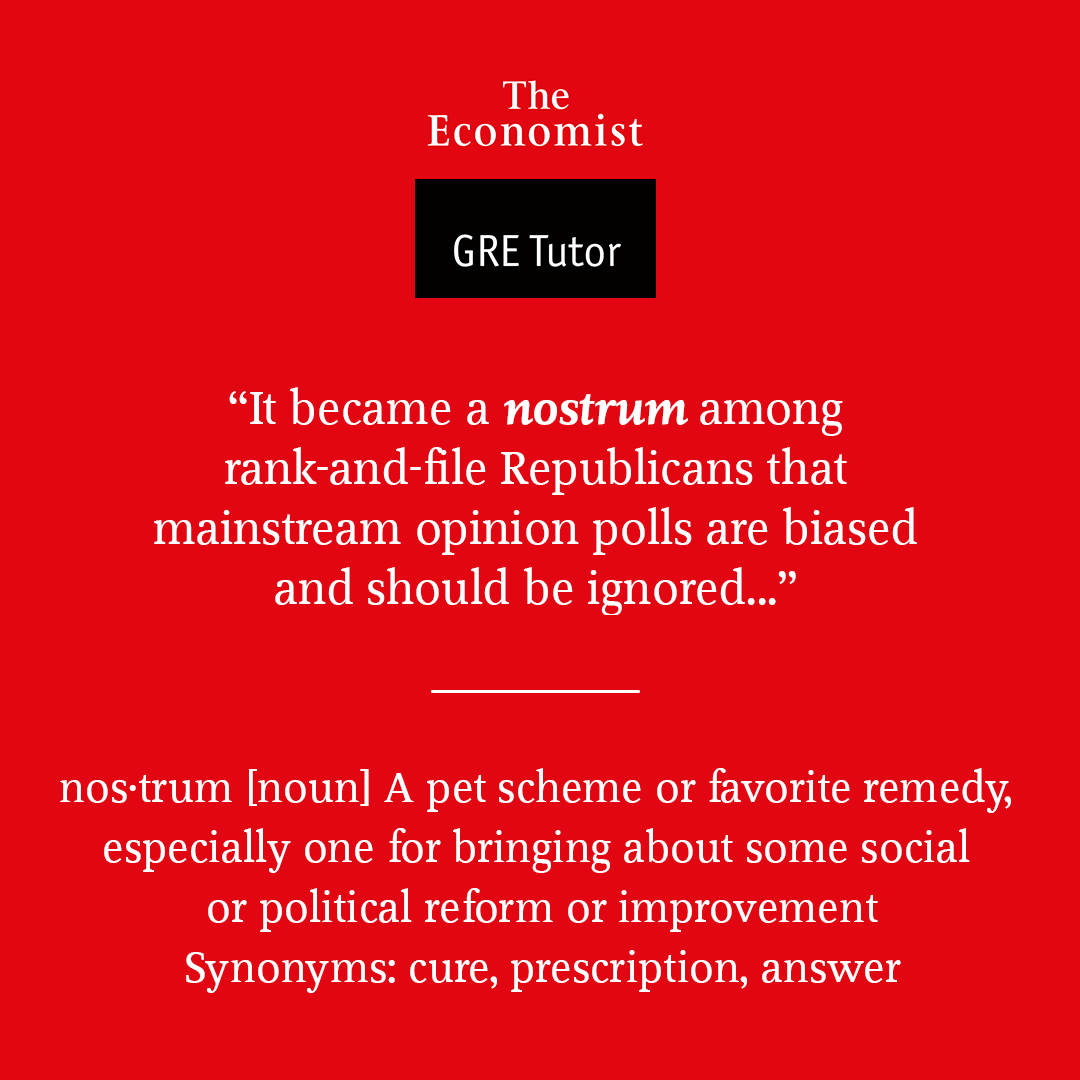 The
Economist
GRE Tutor
“It became a nostrum among
rank-and-file Republicans that
mainstream opinion polls are biased
and should be ignored...”
nos·trum [noun] A pet scheme or favorite remedy,
especially one for bringing about some social
or political reform or improvement
Synonyms: cure, prescription, answer